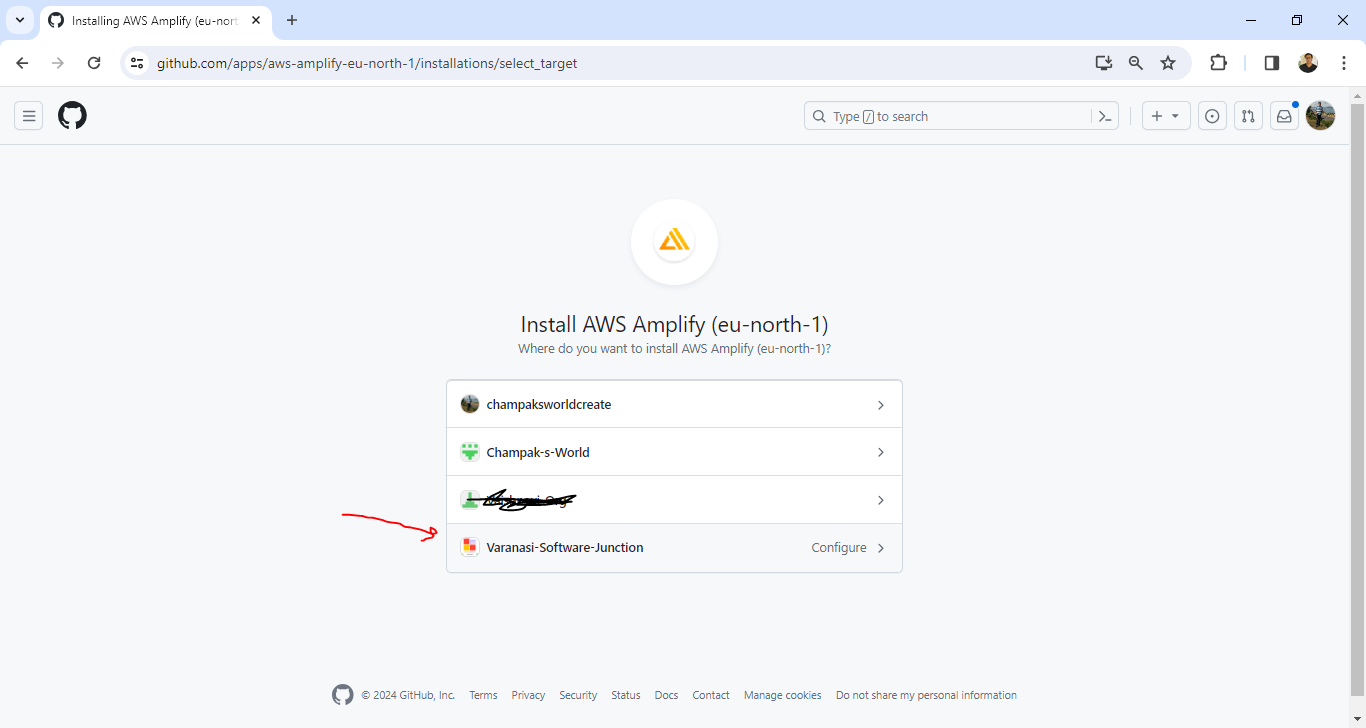 Installing AWS Amplify (eu-nort
github.com/apps/aws-amplify-eu-north-1/installations/select_target
Type / to search
Install AWS Amplify (eu-north-1)
Where do you want to install AWS Amplify (eu-north-1)?
champaksworldcreate
Champak-s-World
Varanasi-Software-Junction
Configure
© 2024 GitHub, Inc. Terms Privacy Security Status Docs Contact Manage cookies Do not share my personal information